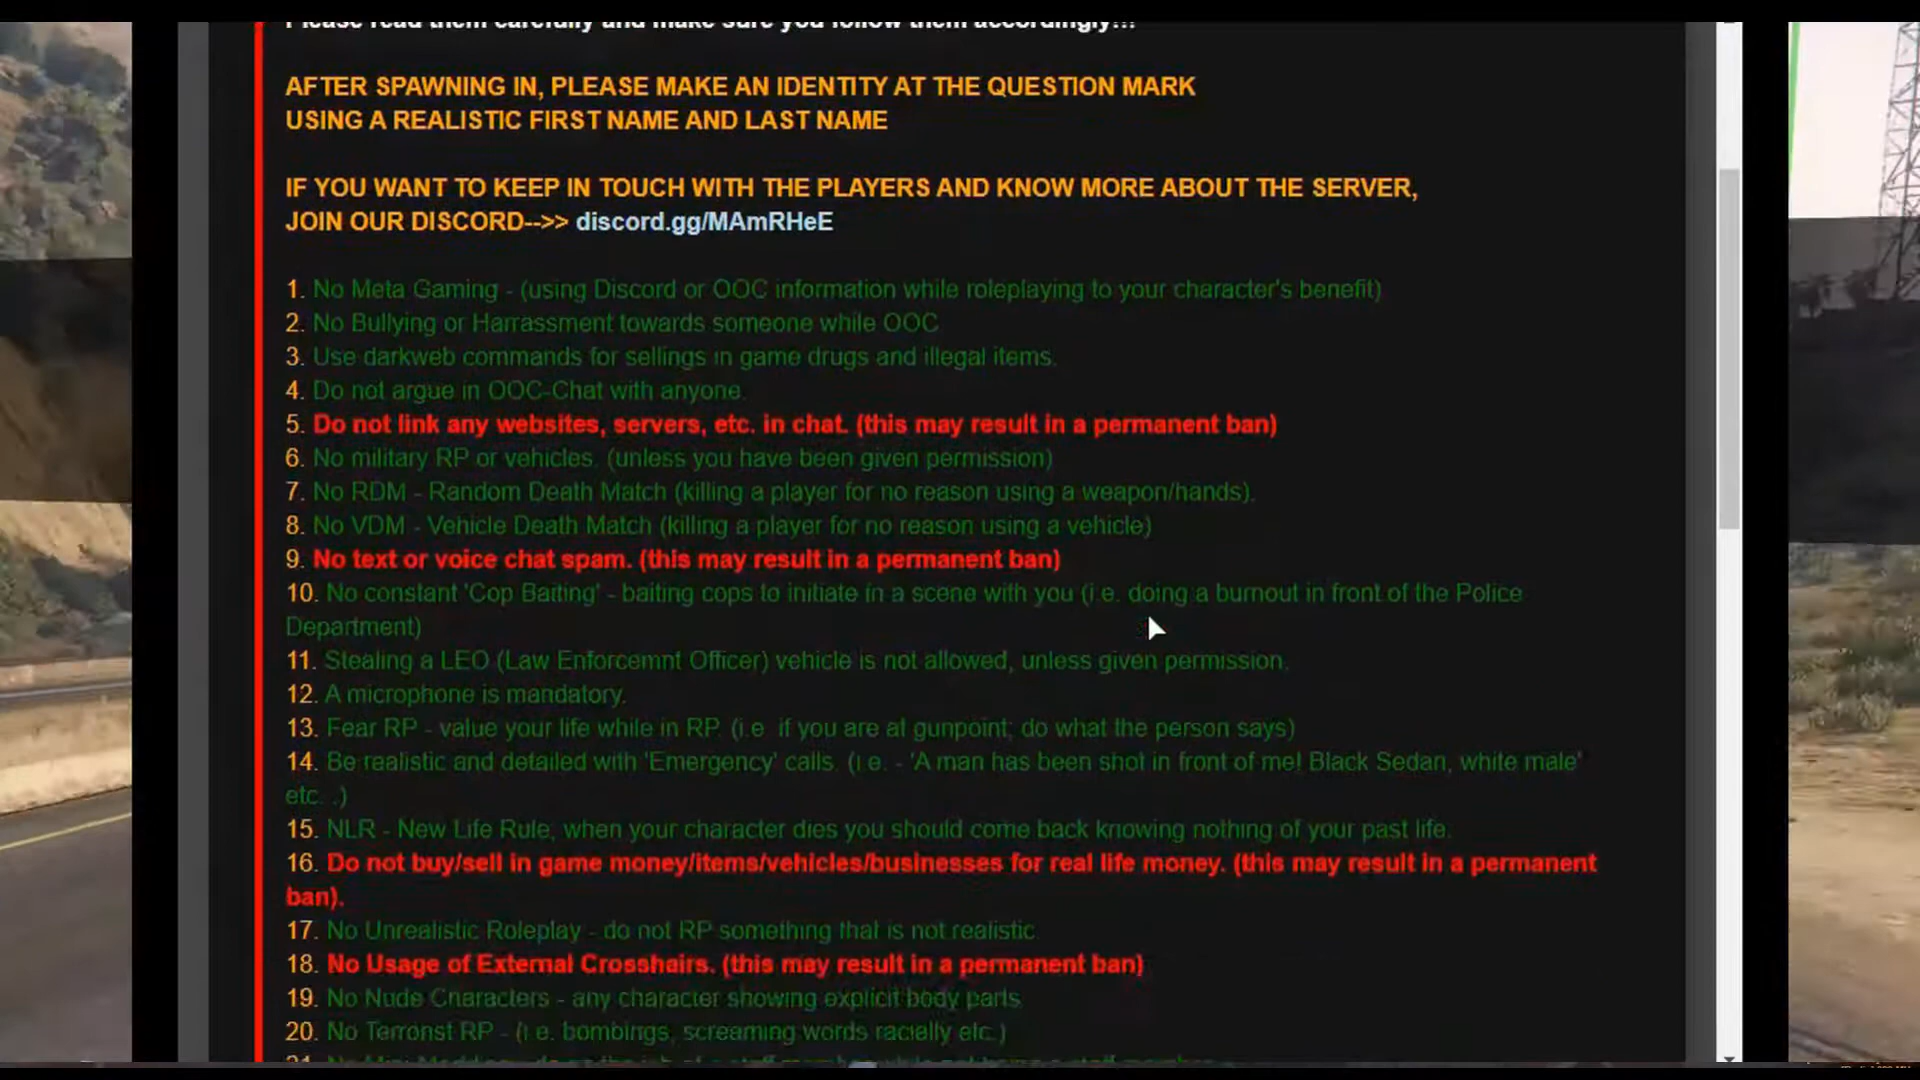 Please read them carefully and make sure you follow them accordingly!!!
AFTER SPAWNING IN, PLEASE MAKE AN IDENTITY AT THE QUESTION MARK
USING A REALISTIC FIRST NAME AND LAST NAME
IF YOU WANT TO KEEP IN TOUCH WITH THE PLAYERS AND KNOW MORE ABOUT THE SERVER,
JOIN OUR DISCORD-->> discord.gg/MAmRHeE
1. No Meta Gaming - (using Discord or OOC information while roleplaying to your character's benefit)
2. No Bullying or Harrassment towards someone while OOC
3. Use darkweb commands for sellings in game drugs and illegal items.
4. Do not argue in OOC-Chat with anyone.
5. Do not link any websites, servers, etc. in chat. (this may result in a permanent ban)
6. No military RP or vehicles. (unless you have been given permission)
7. No RDM - Random Death Match (killing a player for no reason using a weapon/hands).
8. No VDM - Vehicle Death Match (killing a player for no reason using a vehicle)
9. No text or voice chat spam. (this may result in a permanent ban)
10. No constant 'Cop Baiting' - baiting cops to initiate in a scene with you (i.e. doing a burnout in front of the Police
Department)
11. Stealing a LEO (Law Enforcemnt Officer) vehicle is not allowed, unless given permission.
12. A microphone is mandatory.
13. Fear RP - value your life while in RP. (i.e if you are at gunpoint; do what the person says)
14. Be realistic and detailed with 'Emergency' calls. (i.e. - 'A man has been shot in front of me! Black Sedan, white male'
etc. .)
15. NLR - New Life Rule, when your character dies you should come back knowing nothing of your past life.
16. Do not buy/sell in game money/items/vehicles/businesses for real life money. (this may result in a permanent
ban).
17. No Unrealistic Roleplay - do not RP something that is not realistic
18. No Usage of External Crosshairs. (this may result in a permanent ban)
19. No Nude Characters - any character showing explicit body parts
20. No Terrorist RP - (i.e. bombings, screaming words racially etc.)